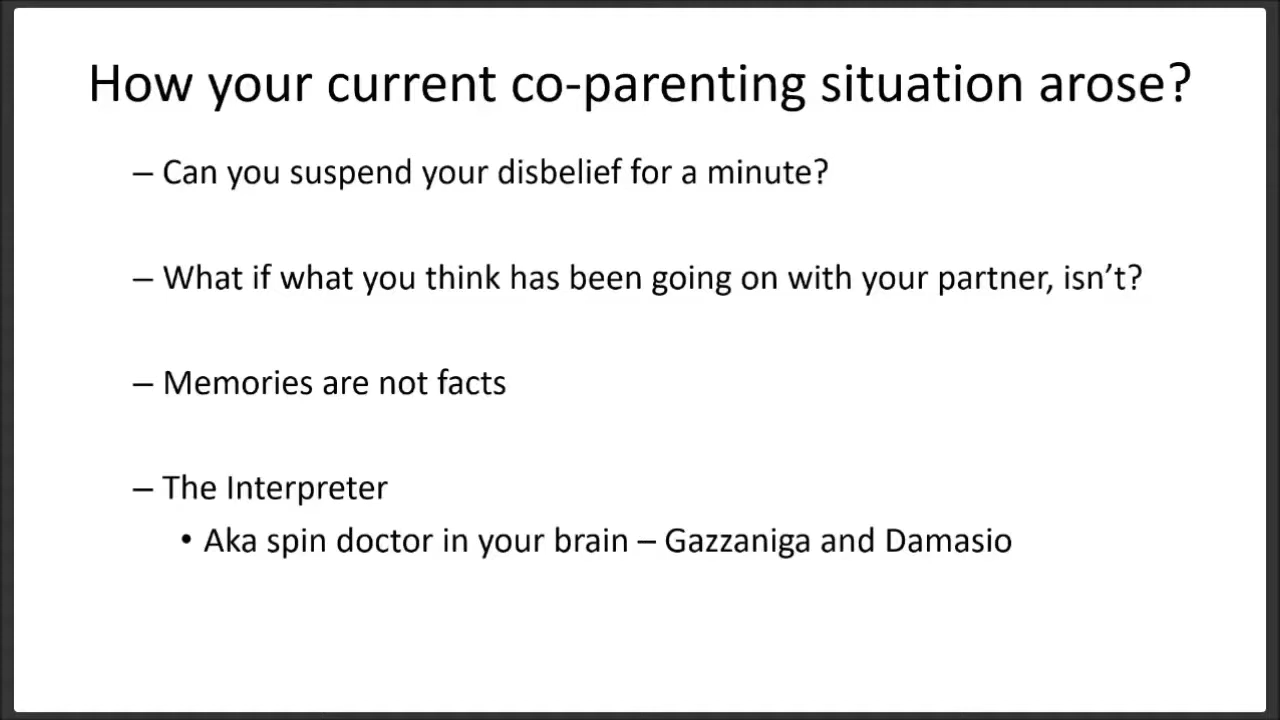 How your current co-parenting situation arose?
– Can you suspend your disbelief for a minute?
– What if what you think has been going on with your partner, isn’t?
– Memories are not facts
– The Interpreter
• Aka spin doctor in your brain – Gazzaniga and Damasio